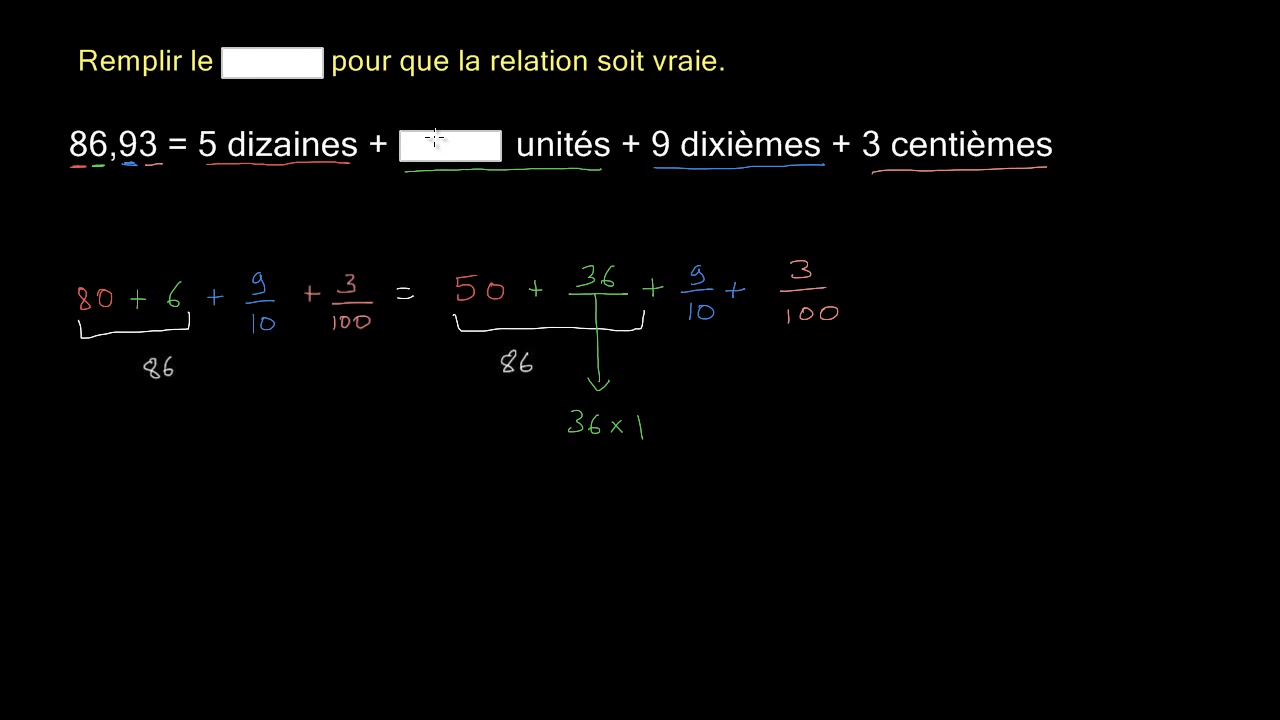 Remplir le pour que la relation soit vraie.
86,93 = 5 dizaines + unités + 9 dixièmes + 3 centièmes
80 + 6 + 9/10 + 3/100 = 50 + 36 + 9/10 + 3/100
86 86
36 × 1